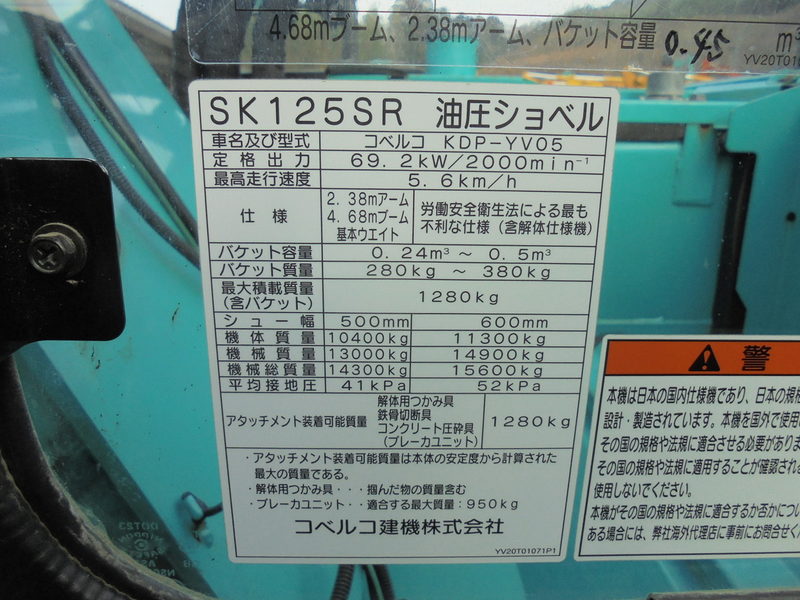 4.68mブーム、2.38mアーム、バケット容量 0.45 m³
YV20T010
SK125SR 油圧ショベル
車名及び型式 コベルコ KDP-YV05
定格出力 69.2kW/2000min⁻¹
最高走行速度 5.6km/h
仕様 2.38mアーム 4.68mブーム 基本ウエイト 労働安全衛生法による最も不利な仕様(含解体仕様機)
バケット容量 0.24m³ ~ 0.5m³
バケット質量 280kg ~ 380kg
最大積載質量 (含バケット) 1280kg
シュー幅 500mm 600mm
機体質量 10400kg 11300kg
機械質量 13000kg 14900kg
機械総質量 14300kg 15600kg
平均接地圧 41kPa 52kPa
アタッチメント装着可能質量 解体用つかみ具 鉄骨切断具 コンクリート圧砕具 (ブレーカユニット) 1280kg
・アタッチメント装着可能質量は本体の安定度から計算された
最大の質量である。
・解体用つかみ具・・・掴んだ物の質量含む
・ブレーカユニット・・適合する最大質量:950kg
コベルコ建機株式会社
YV20T01071P1
警
本機は日本の国内仕様機であり、日本の規格
設計・製造されています。本機を国外で使用
その国の規格や法規に適合させる必要があります
その国の規格や法規に適用することが確認され
使用しないでください。
本機がその国の規格や法規に適合するか否かについ
ある場合には、弊社海外代理店に事前にお問合せく
DOT23